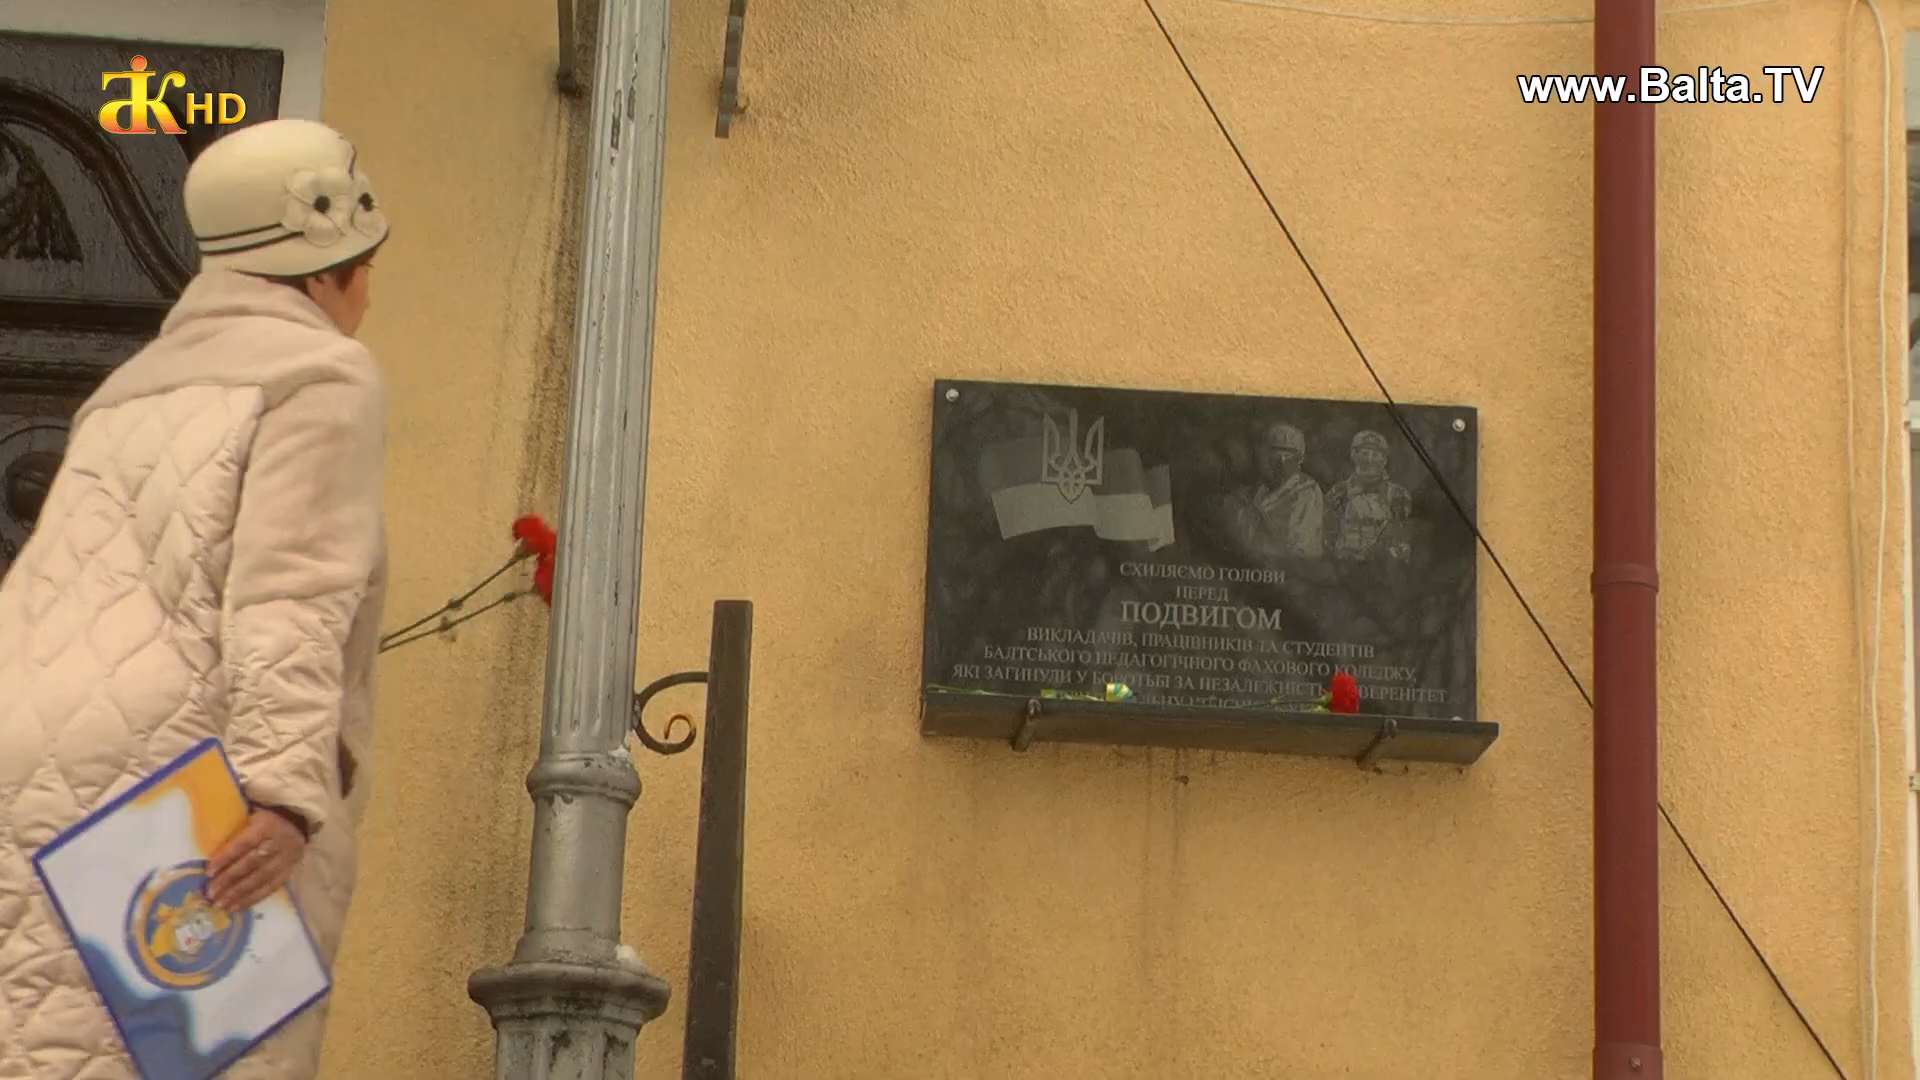 ТК HD
www.Balta.TV
СХИЛЯЄМО ГОЛОВИ
ПЕРЕД
ПОДВИГОМ
ВИКЛАДАЧІВ, ПРАЦІВНИКІВ ТА СТУДЕНТІВ
БАЛТСЬКОГО ПЕДАГОГІЧНОГО ФАХОВОГО КОЛЕДЖУ,
ЯКІ ЗАГИНУЛИ У БОРОТЬБІ ЗА НЕЗАЛЕЖНІСТЬ,